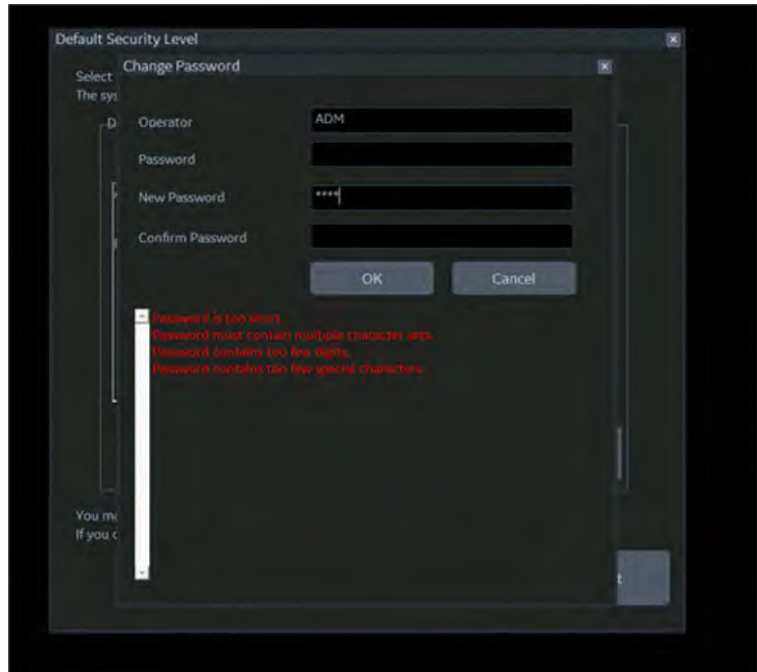 Default Security Level
Change Password
Select
The sys
D
Operator
ADM
Password
New Password
****
Confirm Password
OK
Cancel
Password is too short.
Password must contain multiple character sets.
Password contains too few digits.
Password contains too few special characters.
You ma
If you c
t